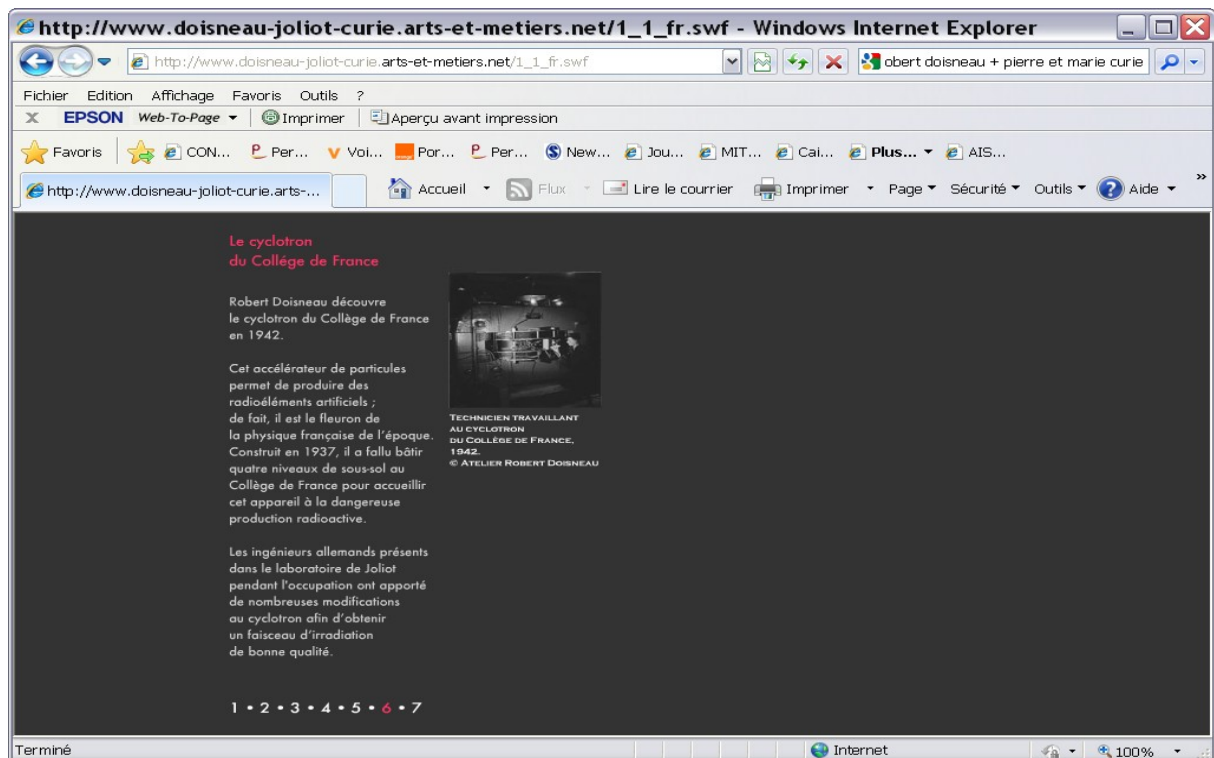 http://www.doisneau-joliot-curie.arts-et-metiers.net/1_1_fr.swf - Windows Internet Explorer
http://www.doisneau-joliot-curie.arts-et-metiers.net/1_1_fr.swf
obert doisneau + pierre et marie curie
Fichier Edition Affichage Favoris Outils ?
X EPSON Web-To-Page Imprimer Aperçu avant impression
Favoris CON... Per... Voi... Por... Per... New... Jou... MIT... Cai... Plus... AIS...
http://www.doisneau-joliot-curie.arts-... Accueil Flux Lire le courrier Imprimer Page Sécurité Outils Aide »
Le cyclotron
du Collége de France
Robert Doisneau découvre
le cyclotron du Collège de France
en 1942.
Cet accélérateur de particules
permet de produire des
radioéléments artificiels ;
de fait, il est le fleuron de
la physique française de l'époque.
Construit en 1937, il a fallu bâtir
quatre niveaux de sous-sol au
Collège de France pour accueillir
cet appareil à la dangereuse
production radioactive.
Les ingénieurs allemands présents
dans le laboratoire de Joliot
pendant l'occupation ont apporté
de nombreuses modifications
au cyclotron afin d'obtenir
un faisceau d'irradiation
de bonne qualité.
TECHNICIEN TRAVAILLANT
AU CYCLOTRON
DU COLLÈGE DE FRANCE,
1942.
© ATELIER ROBERT DOISNEAU
1 • 2 • 3 • 4 • 5 • 6 • 7
Terminé Internet 100%